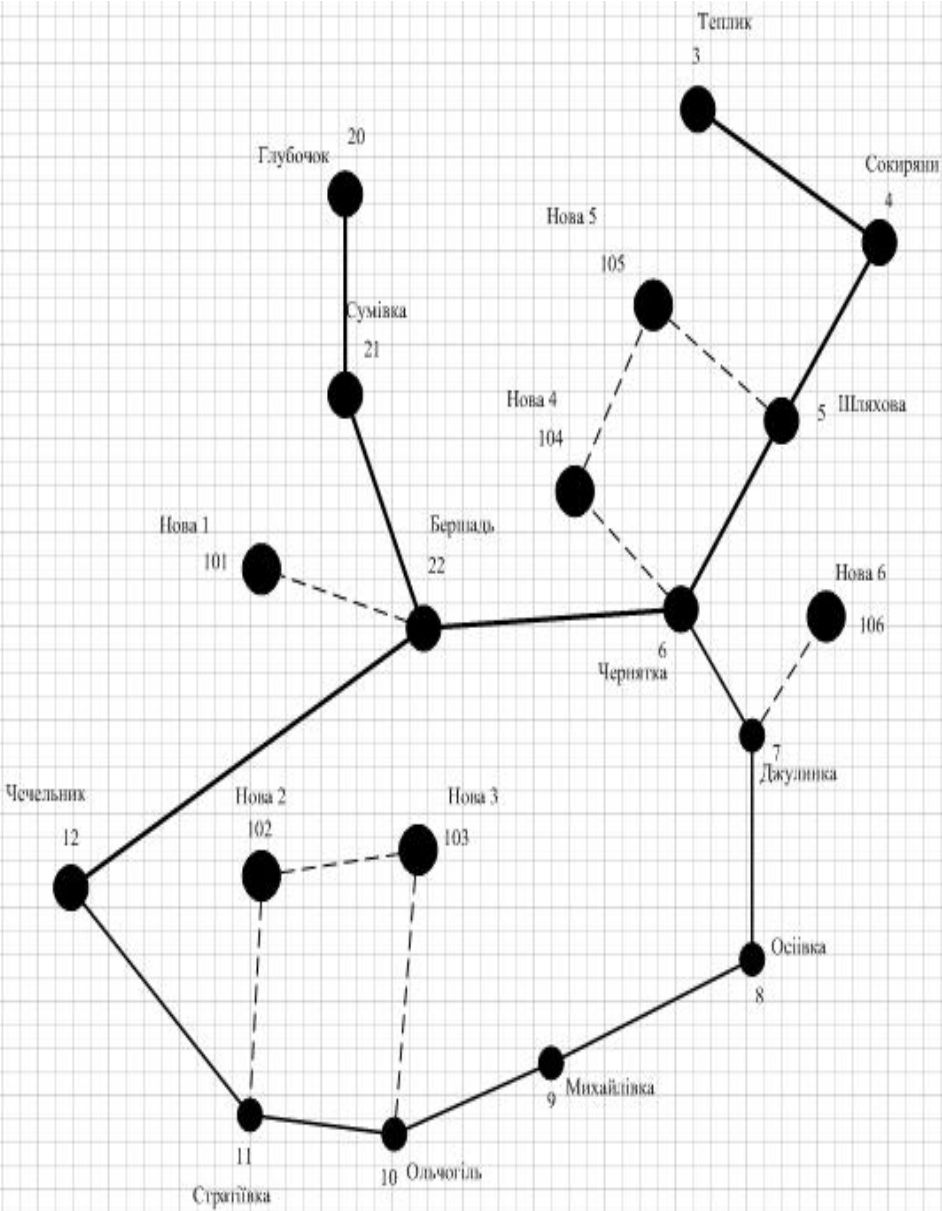 Теплик
3
20
Глубочок
Сокиряни
4
Нова 5
105
Сумівка
21
Нова 4
104
5 Шляхова
Нова 1
101
Бершадь
22
Нова 6
106
6
Чернятка
7
Джулинка
Чечельник
12
Нова 2
102
Нова 3
103
Осіївка
8
Михайлівка
9
11
Стратіївка
10 Ольчогіль